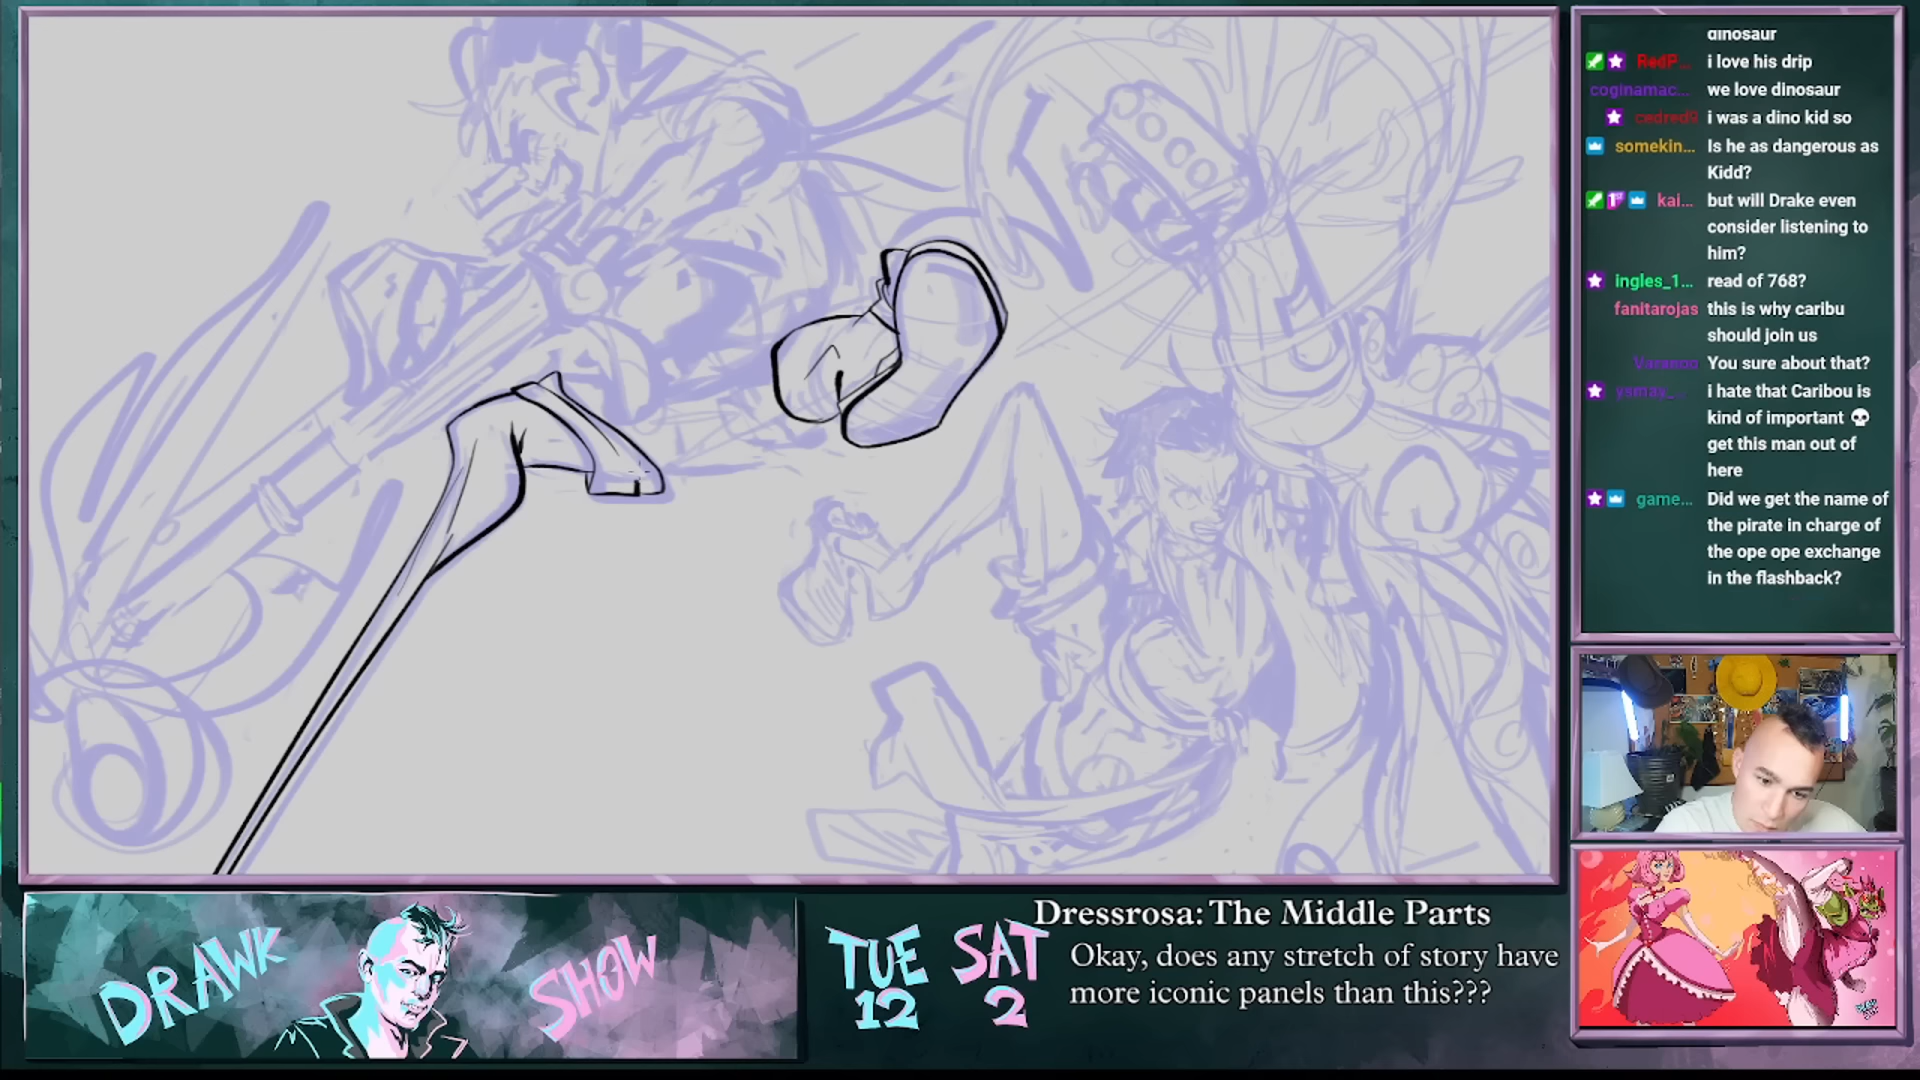 dinosaur
RedP... i love his drip
coginamac... we love dinosaur
cedred9 i was a dino kid so
somekin... Is he as dangerous as
Kidd?
kai... but will Drake even
consider listening to
him?
ingles_1... read of 768?
fanitarojas this is why caribu
should join us
You sure about that?
ysmay_... i hate that Caribou is
kind of important
get this man out of
here
game... Did we get the name of
the pirate in charge of
the ope ope exchange
in the flashback?
DRAWK SHOW
TUE SAT
12 2
Dressrosa: The Middle Parts
Okay, does any stretch of story have
more iconic panels than this???